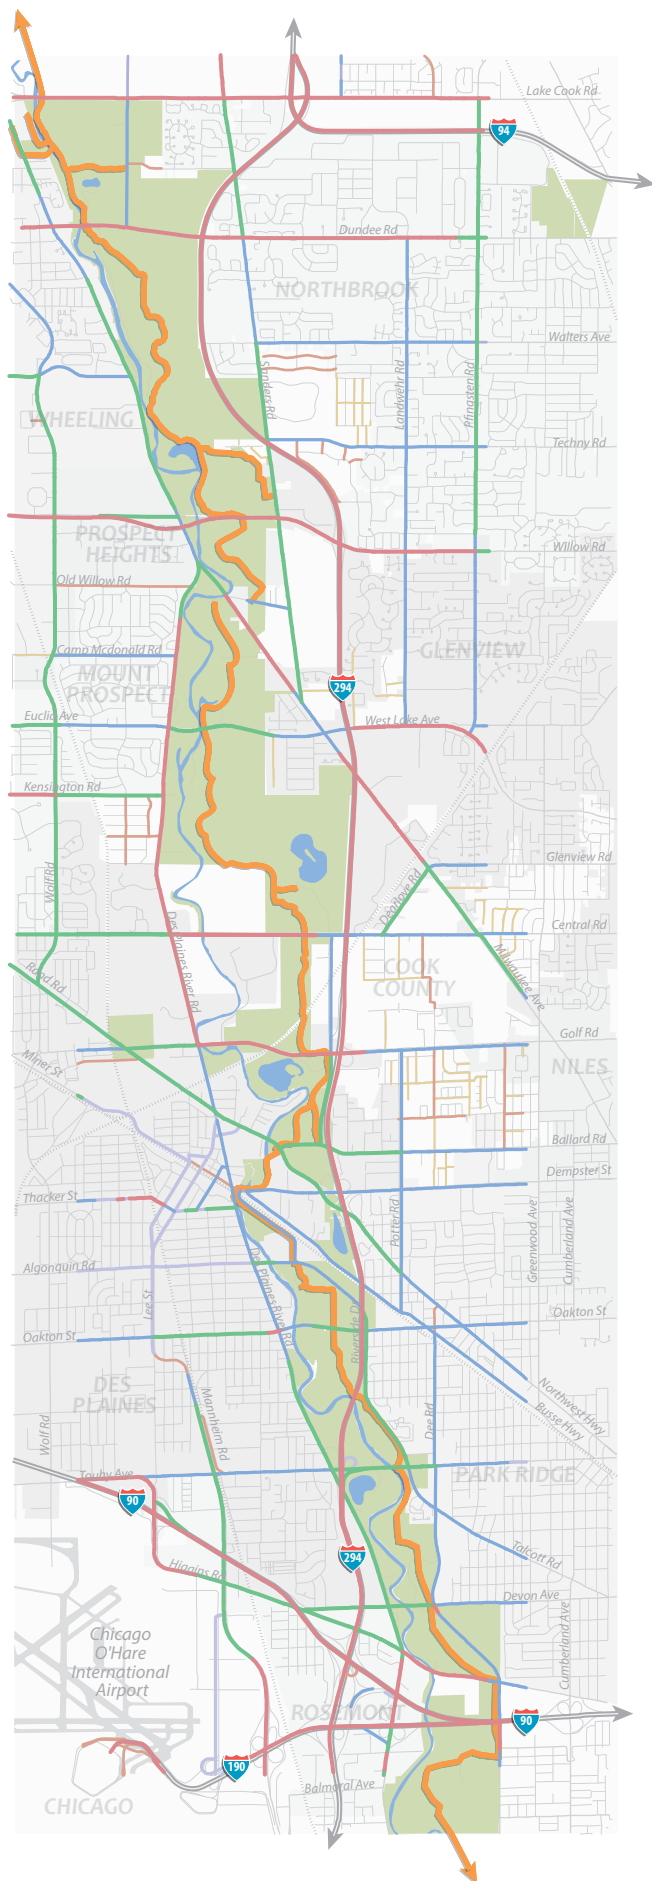 Lake Cook Rd
94
Dundee Rd
NORTHBROOK
Walters Ave
Sanders Rd
Landwehr Rd
Pfingsten Rd
WHEELING
Techny Rd
PROSPECT
HEIGHTS
Willow Rd
Old Willow Rd
Camp Mcdonald Rd
GLENVIEW
MOUNT
PROSPECT
294
Euclid Ave
West Lake Ave
Kensington Rd
Glenview Rd
Wolf Rd
Dearlove Rd
Des Plaines River Rd
Central Rd
Milwaukee Ave
Rand Rd
COOK
COUNTY
Golf Rd
Miner St
NILES
Ballard Rd
Dempster St
Thacker St
Potter Rd
Greenwood Ave
Cumberland Ave
Algonquin Rd
Des Plaines River Rd
Lee St
Riverside Dr
Oakton St
Oakton St
DES
PLAINES
Northwest Hwy
Busse Hwy
Mannheim Rd
Dee Rd
Wolf Rd
Touhy Ave
PARK RIDGE
90
294
Talcott Rd
Higgins Rd
Devon Ave
Cumberland Ave
Chicago
O'Hare
International
Airport
ROSEMONT
90
190
Balmoral Ave
CHICAGO